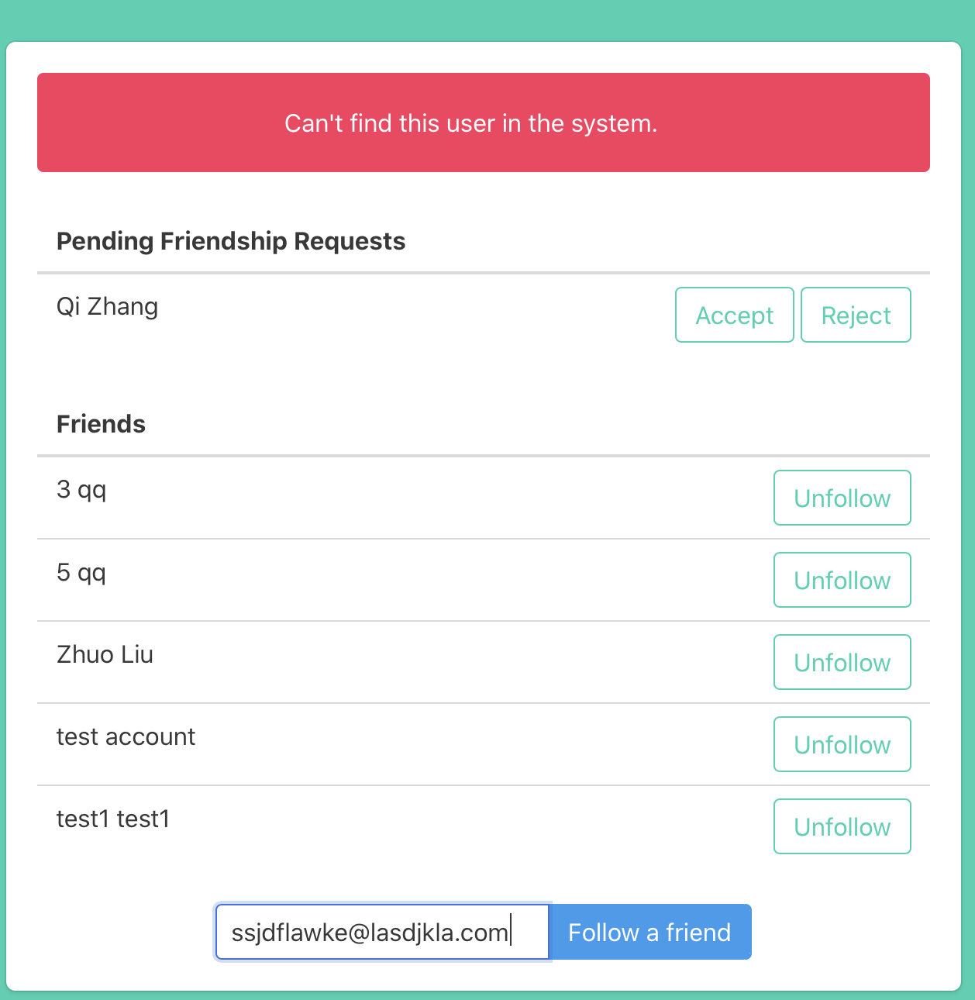 Can't find this user in the system.
Pending Friendship Requests
Qi Zhang
Accept Reject
Friends
3 qq
Unfollow
5 qq
Unfollow
Zhuo Liu
Unfollow
test account
Unfollow
test1 test1
Unfollow
ssjdflawke@lasdjkla.com
Follow a friend